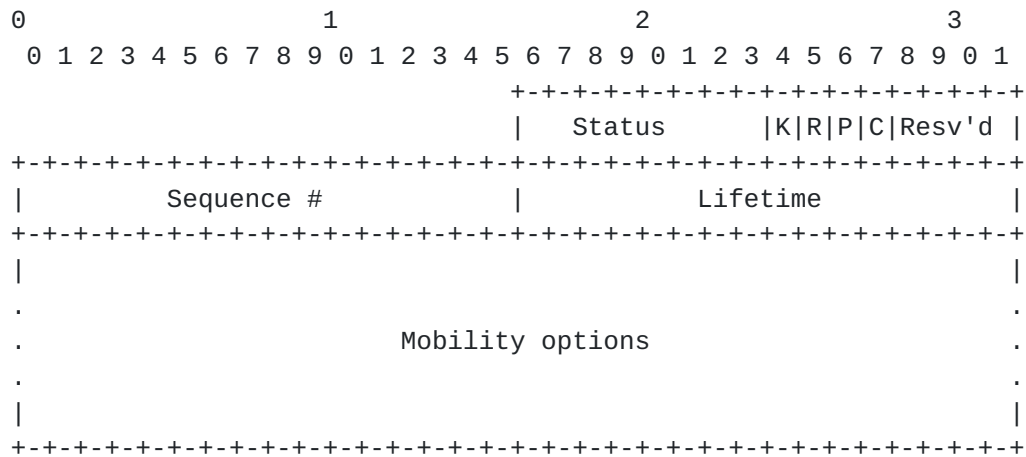 0                   1                   2                   3
 0 1 2 3 4 5 6 7 8 9 0 1 2 3 4 5 6 7 8 9 0 1 2 3 4 5 6 7 8 9 0 1
                                +-+-+-+-+-+-+-+-+-+-+-+-+-+-+-+-+
                                |   Status      |K|R|P|C|Resv'd |
+-+-+-+-+-+-+-+-+-+-+-+-+-+-+-+-+-+-+-+-+-+-+-+-+-+-+-+-+-+-+-+-+
|         Sequence #            |           Lifetime            |
+-+-+-+-+-+-+-+-+-+-+-+-+-+-+-+-+-+-+-+-+-+-+-+-+-+-+-+-+-+-+-+-+
|                                                               |
.                                                               .
.                        Mobility options                       .
.                                                               .
|                                                               |
+-+-+-+-+-+-+-+-+-+-+-+-+-+-+-+-+-+-+-+-+-+-+-+-+-+-+-+-+-+-+-+-+